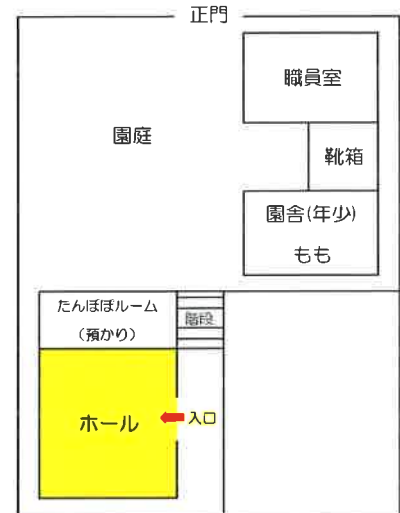 正門
職員室
園庭
靴箱
園舎(年少)
もも
たんぽぽルーム
(預かり)
階段
ホール
入口